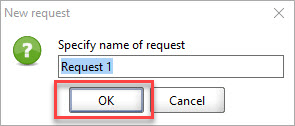 New request
Specify name of request
Request 1
OK
Cancel